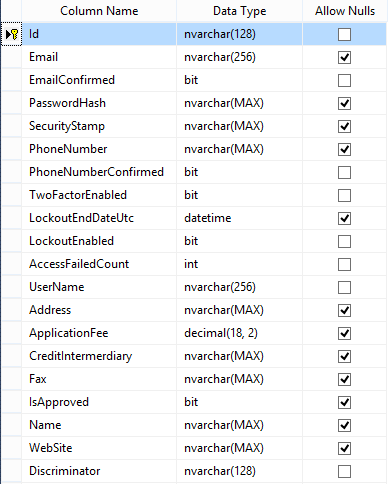 Column Name Data Type Allow Nulls
Id nvarchar(128)
Email nvarchar(256)
EmailConfirmed bit
PasswordHash nvarchar(MAX)
SecurityStamp nvarchar(MAX)
PhoneNumber nvarchar(MAX)
PhoneNumberConfirmed bit
TwoFactorEnabled bit
LockoutEndDateUtc datetime
LockoutEnabled bit
AccessFailedCount int
UserName nvarchar(256)
Address nvarchar(MAX)
ApplicationFee decimal(18, 2)
CreditIntermerdiary nvarchar(MAX)
Fax nvarchar(MAX)
IsApproved bit
Name nvarchar(MAX)
WebSite nvarchar(MAX)
Discriminator nvarchar(128)